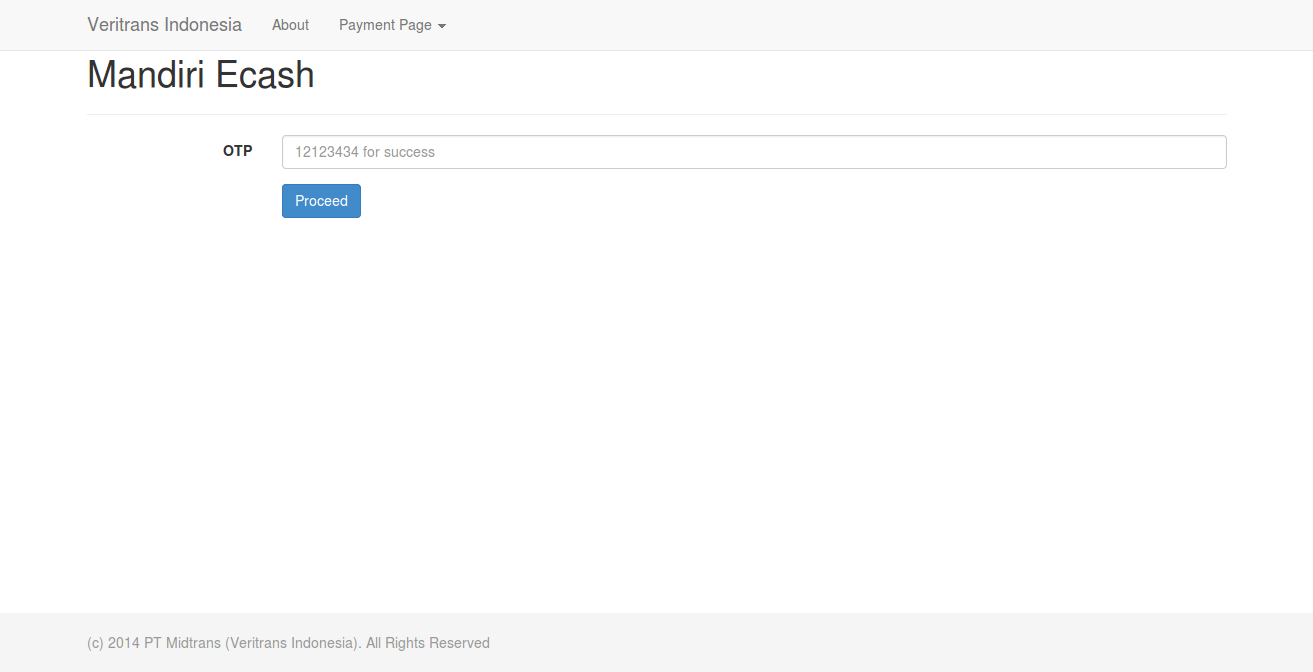 Veritrans Indonesia About Payment Page
Mandiri Ecash
OTP 12123434 for success
Proceed
(c) 2014 PT Midtrans (Veritrans Indonesia). All Rights Reserved